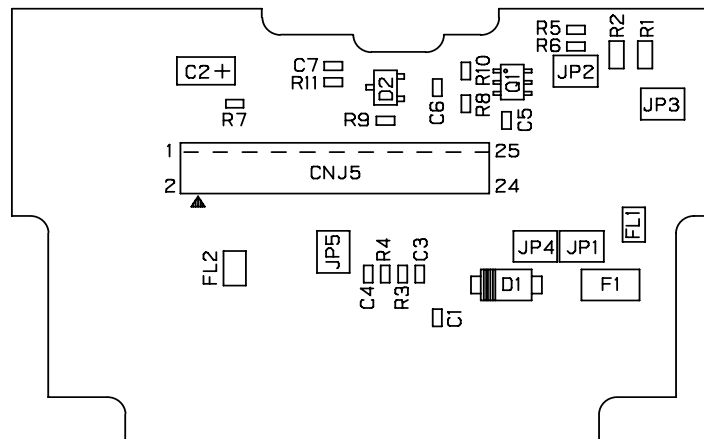 R5
R6
R2
R1
C7
R11
C2+
R10
Q1
JP2
D2
C6
R8
C5
JP3
R7
R9
1
25
CNJ5
2
24
FL1
JP5
R4
C3
JP4
JP1
FL2
C4
R3
D1
F1
C1